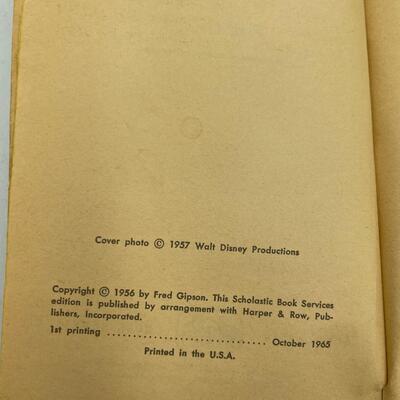 Cover photo © 1957 Walt Disney Productions
Copyright © 1956 by Fred Gipson. This Scholastic Book Services
edition is published by arrangement with Harper & Row, Pub-
lishers, Incorporated.
1st printing .............................. October 1965
Printed in the U.S.A.